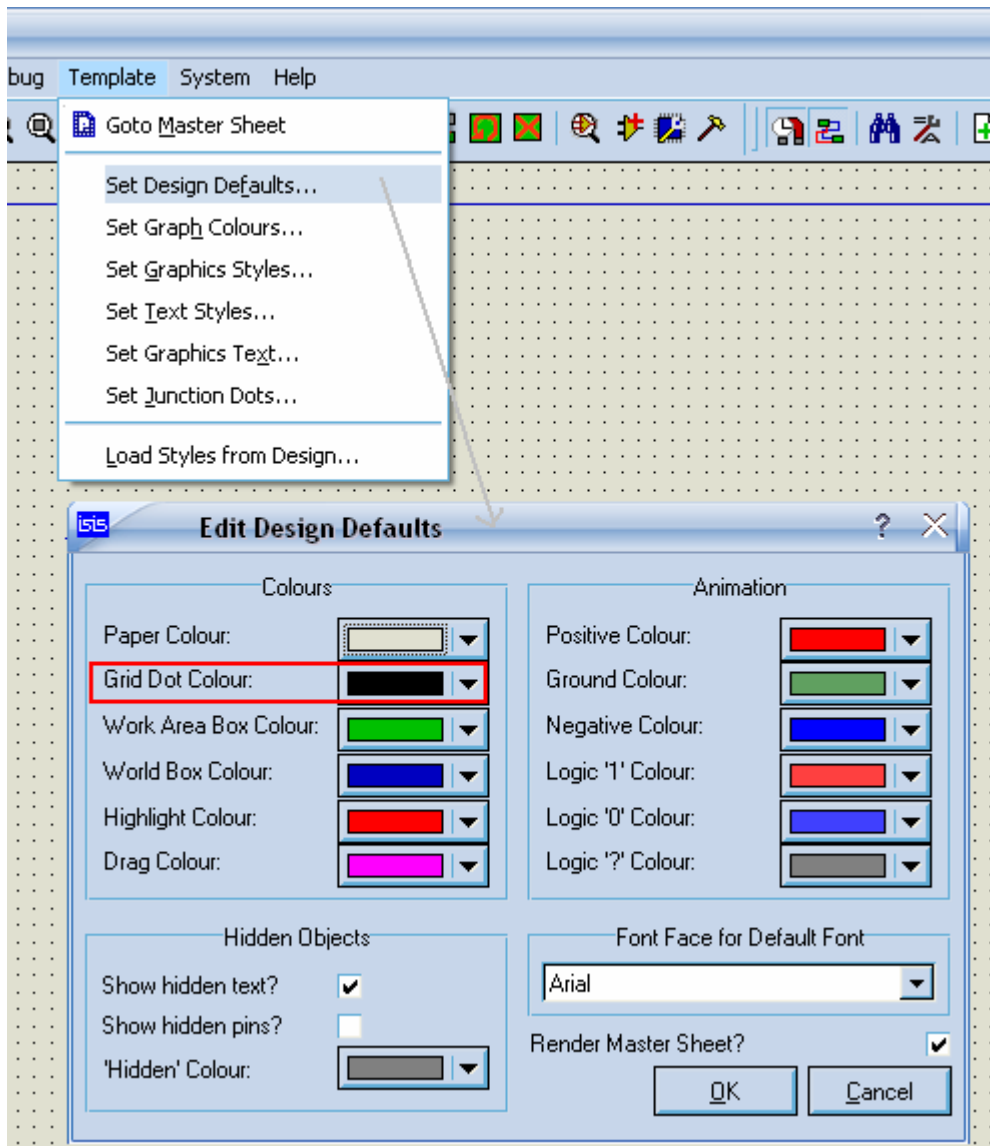 bug Template System Help
Goto Master Sheet
Set Design Defaults...
Set Graph Colours...
Set Graphics Styles...
Set Text Styles...
Set Graphics Text...
Set Junction Dots...
Load Styles from Design...
isis Edit Design Defaults
Colours
Paper Colour:
Grid Dot Colour:
Work Area Box Colour:
World Box Colour:
Highlight Colour:
Drag Colour:
Animation
Positive Colour:
Ground Colour:
Negative Colour:
Logic '1' Colour:
Logic '0' Colour:
Logic '?' Colour:
Hidden Objects
Show hidden text?
Show hidden pins?
'Hidden' Colour:
Font Face for Default Font
Arial
Render Master Sheet?
OK Cancel